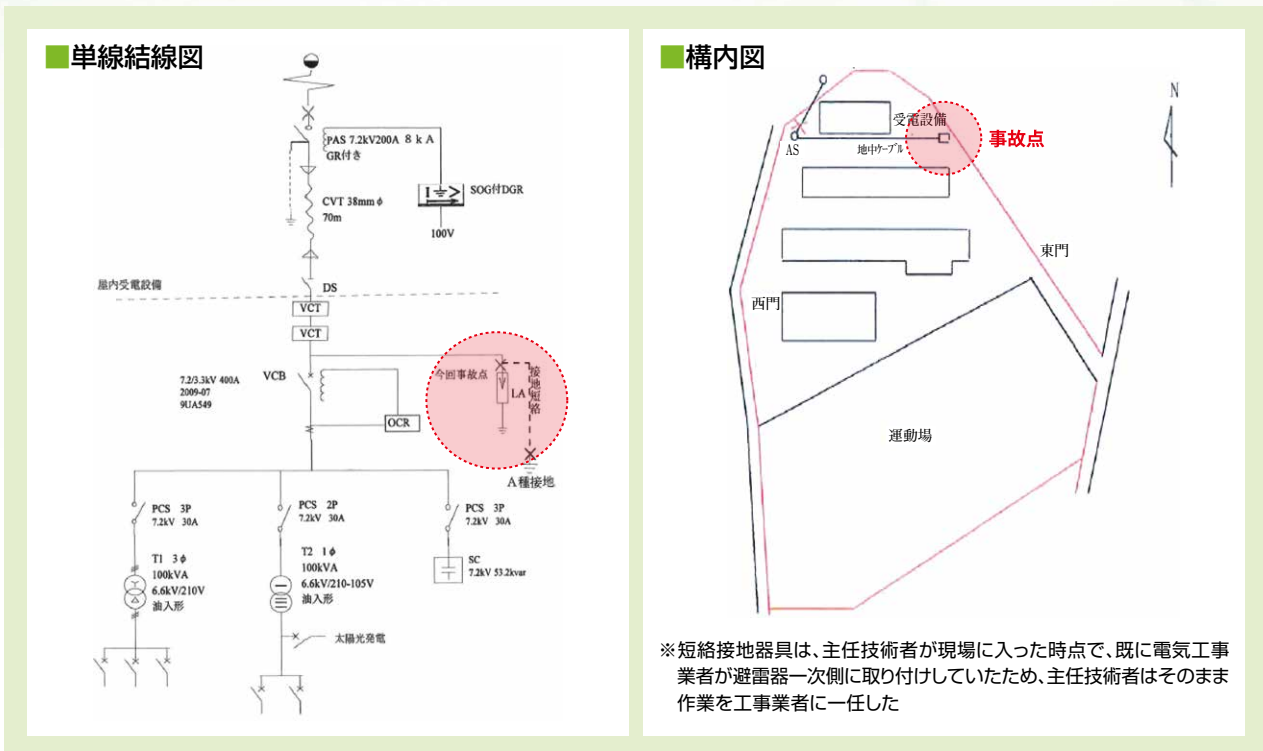 ■単線結線図
PAS 7.2kV200A 8 k A
GR付き
I
SOG付DGR
CVT 38mm φ
70m
100V
DS
屋内受電設備
VCT
VCT
VCB
7.2/3.3kV 400A
2009-07
9UA549
OCR
今回事故点
LA
接地短絡
A種接地
PCS 3P
7.2kV 30A
PCS 2P
7.2kV 30A
PCS 3P
7.2kV 30A
T1 3φ
100kVA
6.6kV/210V
油入形
T2 1φ
100kVA
6.6kV/210-105V
油入形
SC
7.2kV 53.2kvar
太陽光発電
■構内図
N
受電設備
事故点
AS
地中ケーブル
東門
西門
運動場
※短絡接地器具は、主任技術者が現場に入った時点で、既に電気工事
業者が避雷器一次側に取り付けしていたため、主任技術者はそのまま
作業を工事業者に一任した